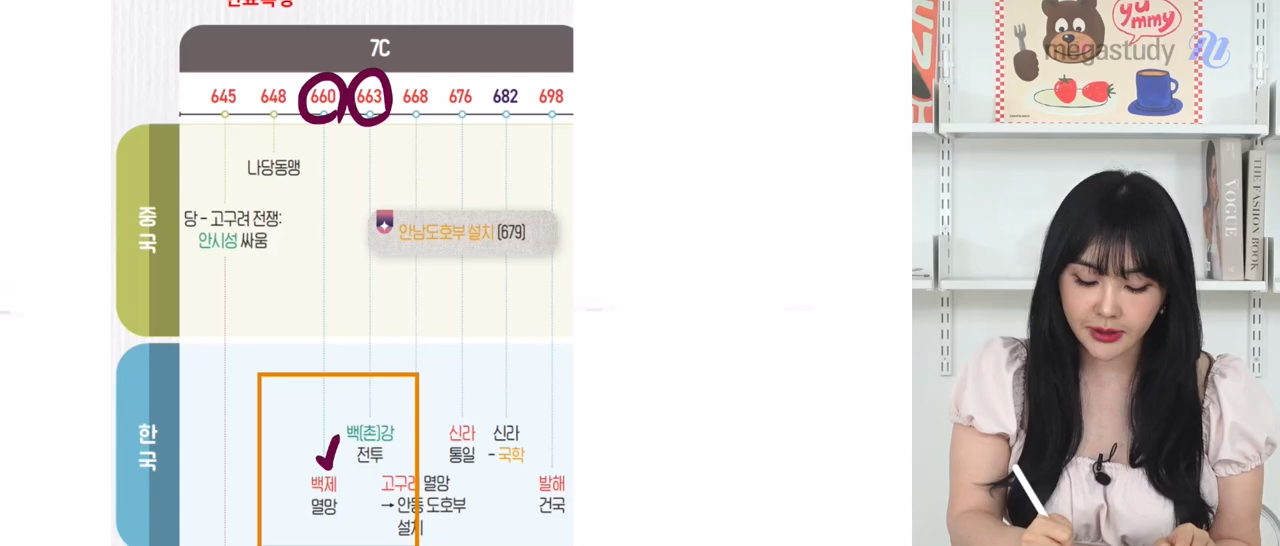 7C
645 648 660 663 668 676 682 698
중국
나당동맹
당 - 고구려 전쟁:
안시성 싸움
안남도호부 설치 (679)
한국
백(촌)강
전투
백제
멸망
고구려 멸망
→ 안동 도호부
설치
신라
통일
신라
- 국학
발해
건국
yu
mmy
megastudy
VOGUE
THE FASHION BOOK